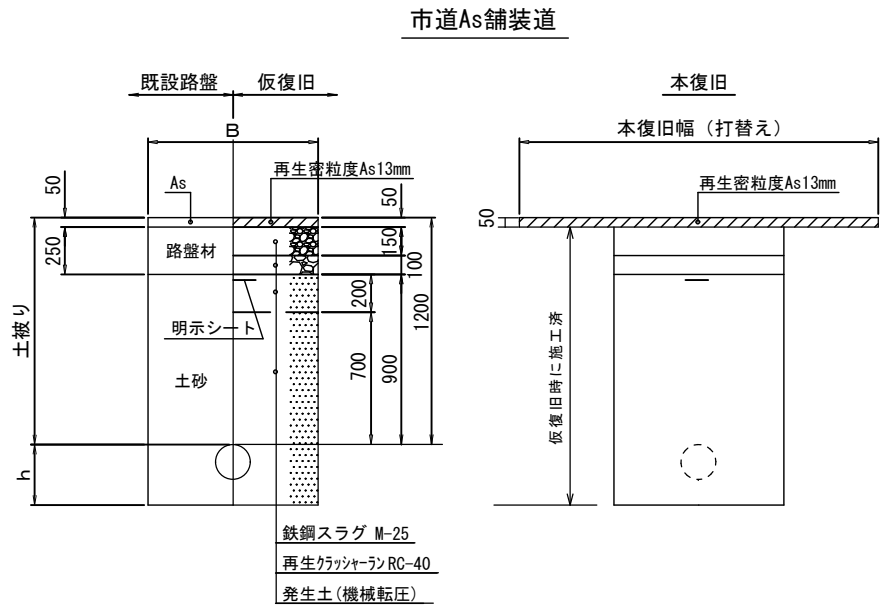 市道As舗装道
既設路盤
仮復旧
本復旧
B
本復旧幅（打替え）
50
As
再生密粒度As13mm
50
再生密粒度As13mm
50
250
路盤材
150
100
200
1200
明示シート
土被り
700
900
土砂
仮復旧時に施工済
h
鉄鋼スラグ M-25
再生クラッシャーラン RC-40
発生土(機械転圧)